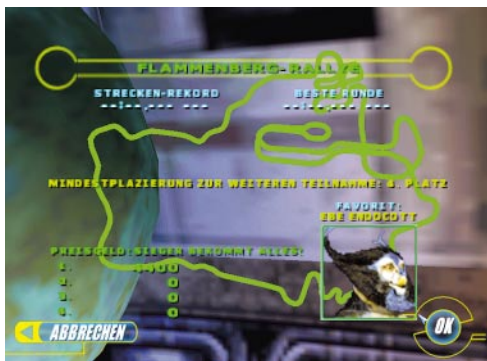 FLAMMENBERG-RALLYE
STRECKEN-REKORD BESTE RUNDE
--:--,--- --- --:--,--- ---
MINDESTPLAZIERUNG ZUR WEITEREN TEILNAHME: 4. PLATZ
FAVORIT:
EBE ENDOCOTT
PREISGELD: SIEGER BEKOMMT ALLES!
1. 4400
2. 0
3. 0
4. 0
ABBRECHEN
OK